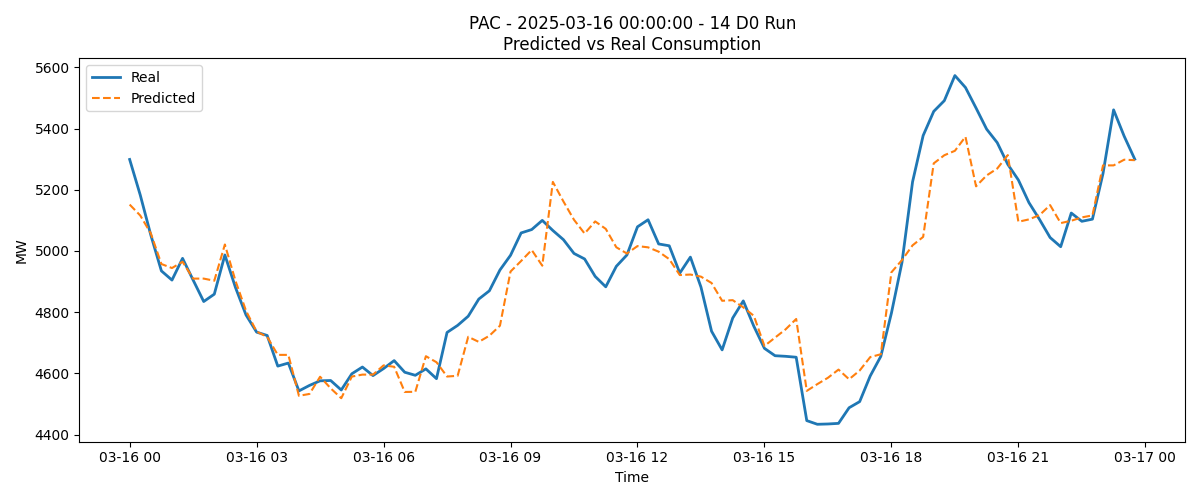 PAC - 2025-03-16 00:00:00 - 14 D0 Run
Predicted vs Real Consumption
Real
Predicted
MW
5600
5400
5200
5000
4800
4600
4400
03-16 00
03-16 03
03-16 06
03-16 09
03-16 12
03-16 15
03-16 18
03-16 21
03-17 00
Time